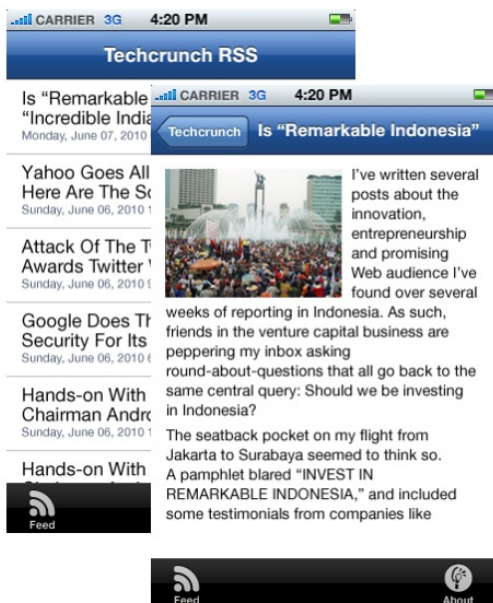 CARRIER 3G 4:20 PM
Techcrunch RSS
Is “Remarkable
“Incredible India
Monday, June 07, 2010
Yahoo Goes All
Here Are The
Sunday, June 06, 2010 1
Attack Of The
Awards Twitter
Sunday, June 06, 2010
Google Does
Security For Its
Sunday, June 06, 2010
Hands-on With
Chairman
Sunday, June 06, 2010 1
Hands-on With
Feed
CARRIER 3G 4:20 PM
Techcrunch Is “Remarkable Indonesia”
I’ve written several
posts about the
innovation,
entrepreneurship
and promising
Web audience I’ve
found over several
weeks of reporting in Indonesia. As such,
friends in the venture capital business are
peppering my inbox asking
round-about-questions that all go back to the
same central query: Should we be investing
in Indonesia?
The seatback pocket on my flight from
Jakarta to Surabaya seemed to think so.
A pamphlet blared “INVEST IN
REMARKABLE INDONESIA,” and included
some testimonials from companies like
Feed About